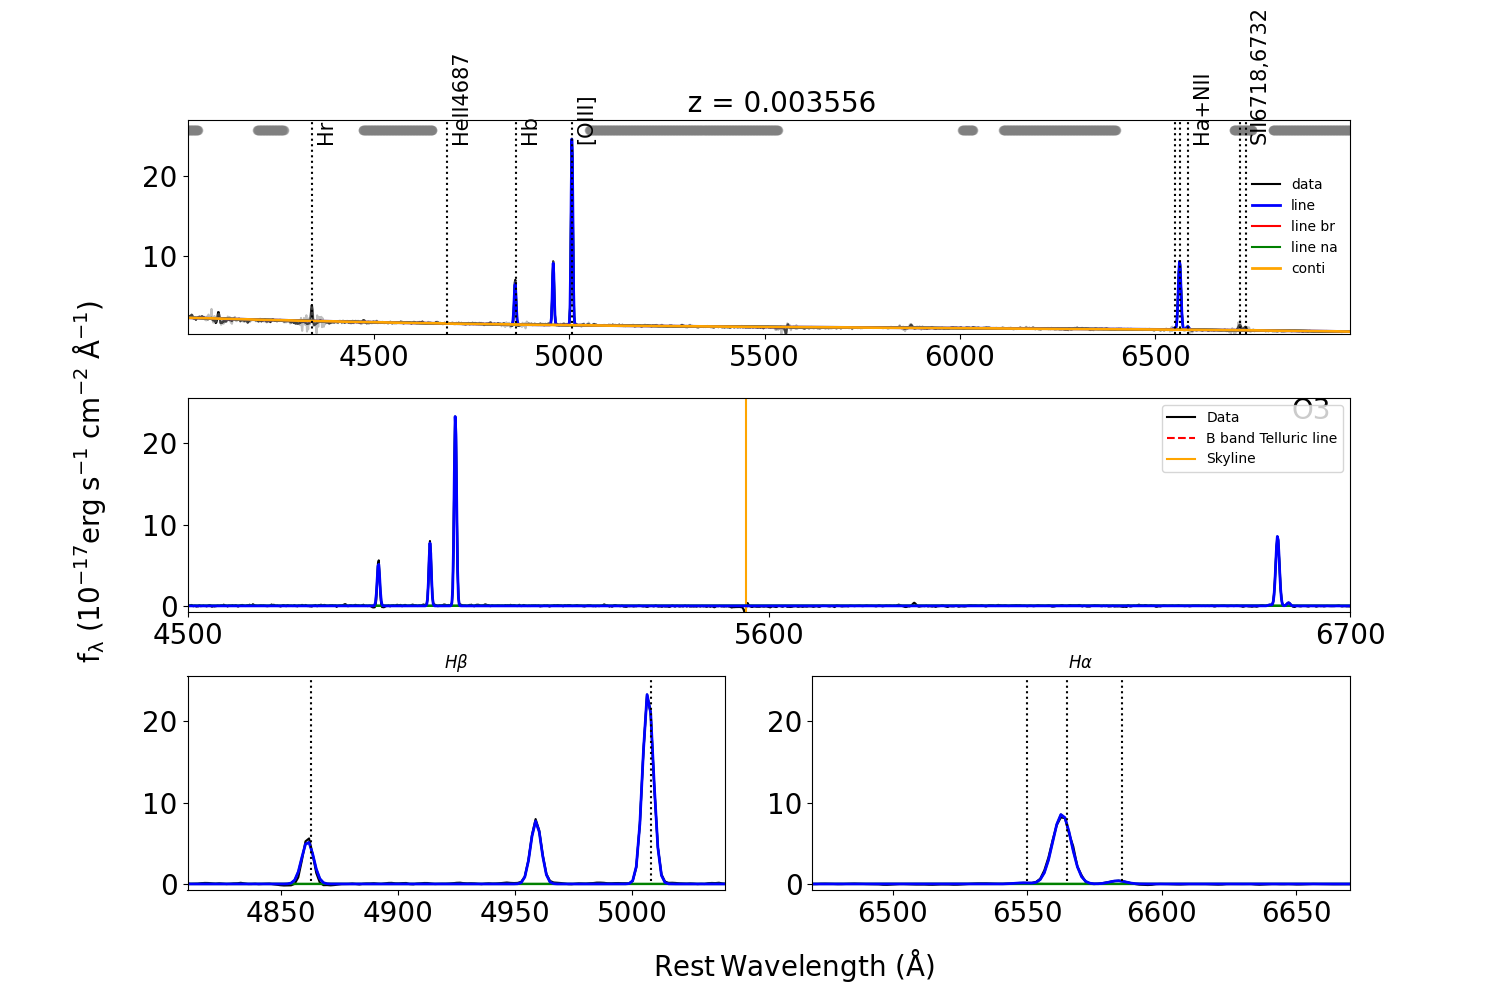 z = 0.003556
Hr
HeII4687
Hb
[OIII]
Ha+NII
SII6718,6732
20
10
data
line
line br
line na
conti
4500 5000 5500 6000 6500
O3
20
10
0
Data
B band Telluric line
Skyline
4500 5600 6700
fλ (10−17erg s−1 cm−2 Å−1)
Hβ
20
10
0
4850 4900 4950 5000
Hα
20
10
0
6500 6550 6600 6650
Rest Wavelength (Å)